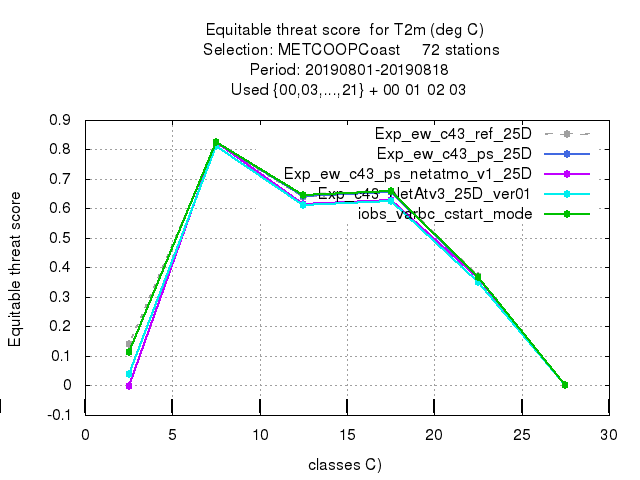 Equitable threat score for T2m (deg C)
Selection: METCOOPCoast 72 stations
Period: 20190801-20190818
Used {00,03,...,21} + 00 01 02 03
Equitable threat score
0.9
0.8
0.7
0.6
0.5
0.4
0.3
0.2
0.1
0
-0.1
Exp_ew_c43_ref_25D
Exp_ew_c43_ps_25D
Exp_ew_c43_ps_netatmo_v1_25D
Exp_c43_NetAtv3_25D_ver01
iobs_varbc_cstart_mode
0 5 10 15 20 25 30
classes C)